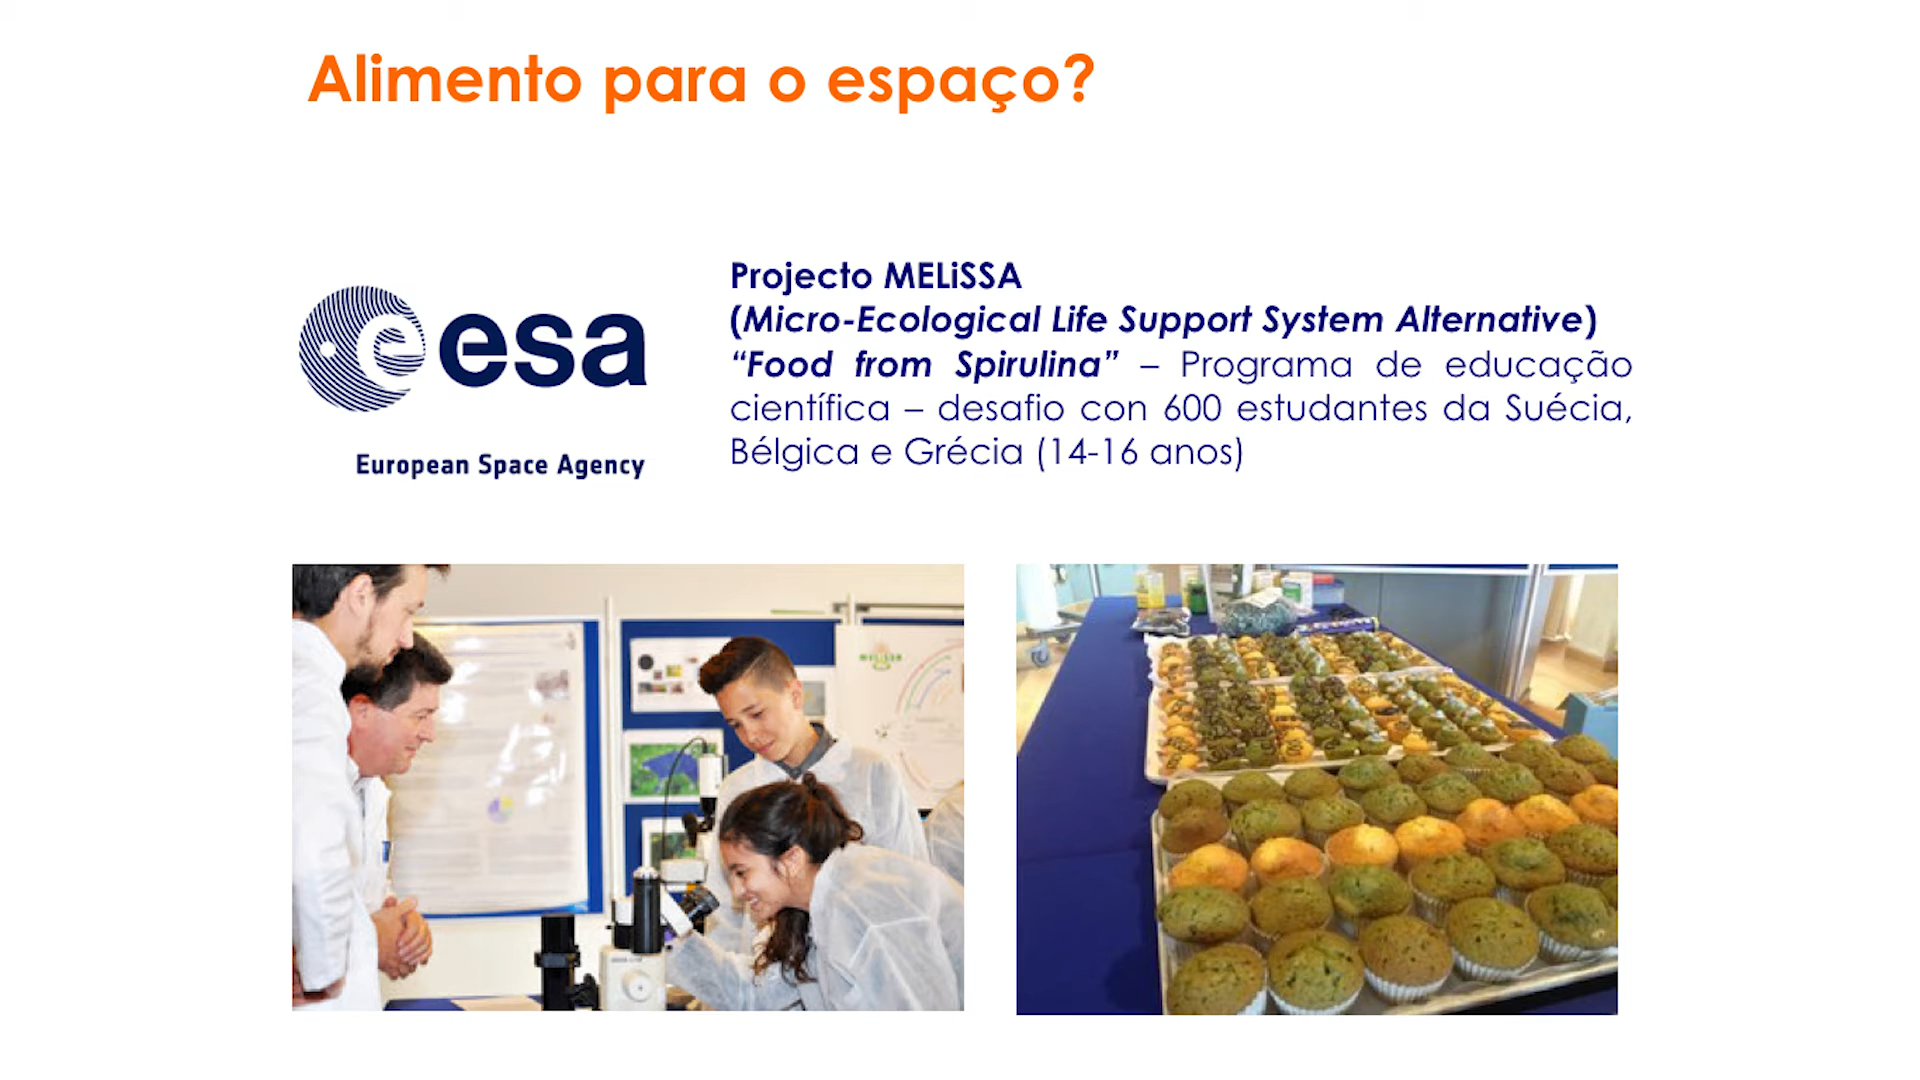 Alimento para o espaço?
esa
European Space Agency
Projecto MELiSSA
(Micro-Ecological Life Support System Alternative)
“Food from Spirulina” – Programa de educação
científica – desafio con 600 estudantes da Suécia,
Bélgica e Grécia (14-16 anos)
MELiSSA